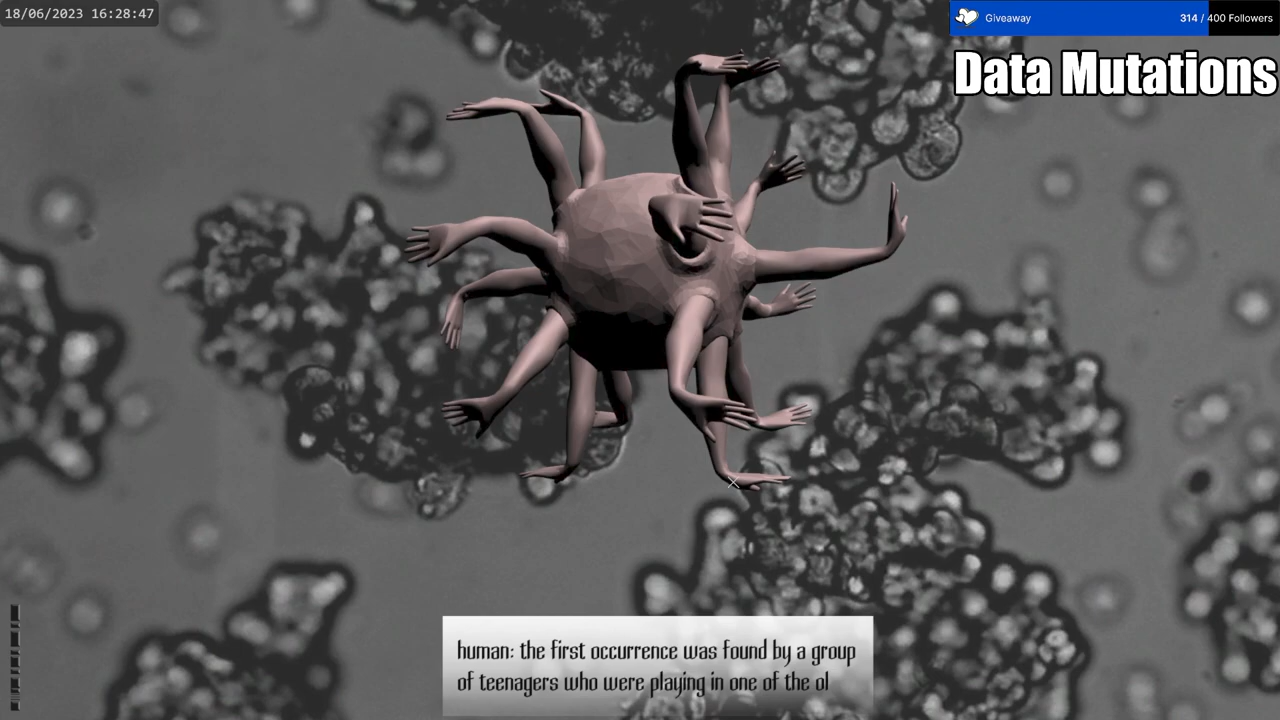 18/06/2023 16:28:47
Giveaway 314 / 400 Followers
Data Mutations
human: the first occurrence was found by a group
of teenagers who were playing in one of the ol